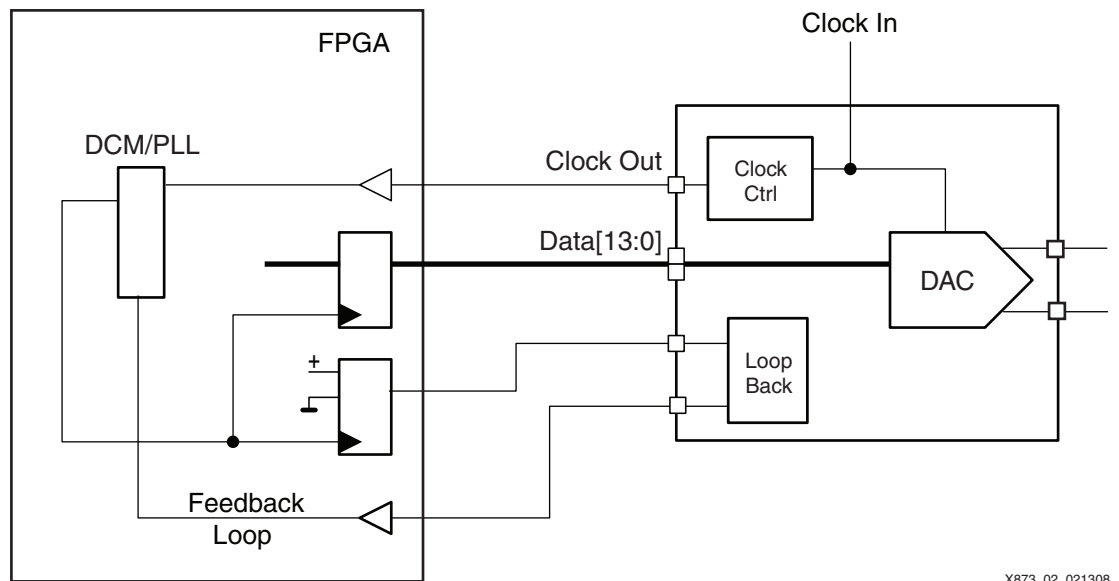 Clock In
FPGA
DCM/PLL
Clock Out
Clock
Ctrl
Data[13:0]
DAC
+
Loop
Back
Feedback
Loop
X873_02_021308